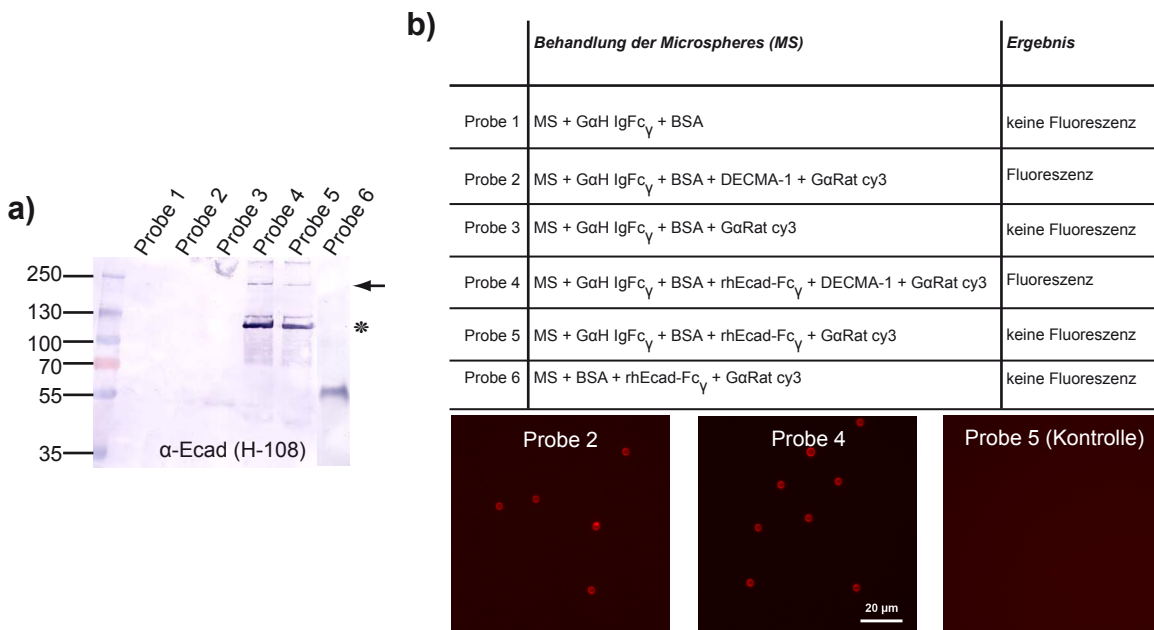 a)
Probe 1
Probe 2
Probe 3
Probe 4
Probe 5
Probe 6
250
130
100
70
55
35
*
α-Ecad (H-108)
b)
Behandlung der Microspheres (MS) Ergebnis
Probe 1 MS + GαH IgFcγ + BSA keine Fluoreszenz
Probe 2 MS + GαH IgFcγ + BSA + DECMA-1 + GαRat cy3 Fluoreszenz
Probe 3 MS + GαH IgFcγ + BSA + GαRat cy3 keine Fluoreszenz
Probe 4 MS + GαH IgFcγ + BSA + rhEcad-Fcγ + DECMA-1 + GαRat cy3 Fluoreszenz
Probe 5 MS + GαH IgFcγ + BSA + rhEcad-Fcγ + GαRat cy3 keine Fluoreszenz
Probe 6 MS + BSA + rhEcad-Fcγ + GαRat cy3 keine Fluoreszenz
Probe 2
Probe 4
20 µm
Probe 5 (Kontrolle)